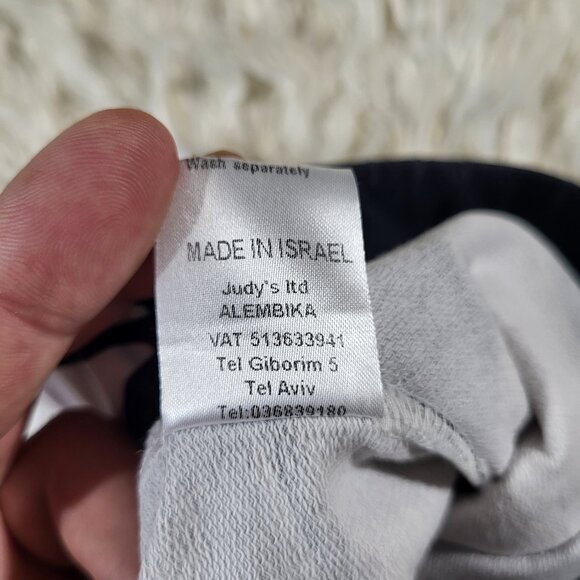 Wash separately
MADE IN ISRAEL
Judy's ltd
ALEMBIKA
VAT 513633941
Tel Giborim 5
Tel Aviv
Tel:036839180